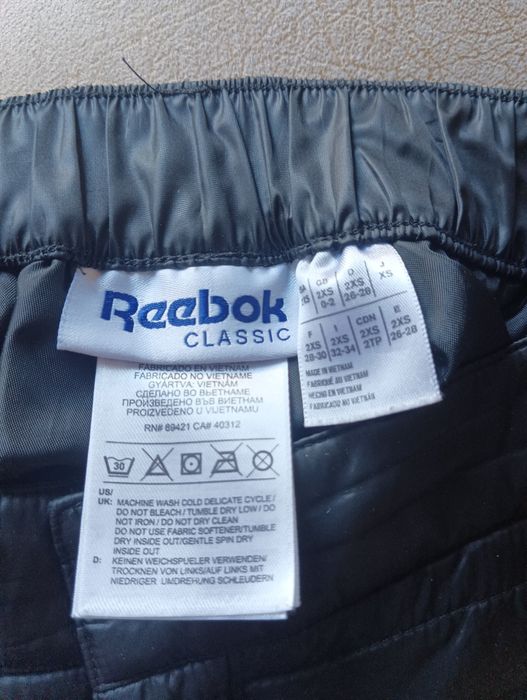 Reebok
CLASSIC
GB D J
2XS 2XS XS
0-2 26-28
F I CDN E
2XS 2XS 2XS 2XS
28-30 32-34 2TP 26-28
MADE IN VIETNAM
FABRIQUÉ AU VIETNAM
HECHO EN VIETNAM
FABRICADO NO VIETNÃ
FABRICADO EN VIETNAM
FABRICADO NO VIETNAME
GYÁRTVA: VIETNÁM
СДЕЛАНО ВО ВЬЕТНАМЕ
ПРОИЗВЕДЕНО ВЪВ ВИЕТНАМ
PROIZVEDENO U VIJETNAMU
RN# 89421 CA# 40312
30
US/
UK: MACHINE WASH COLD DELICATE CYCLE/
DO NOT BLEACH/ TUMBLE DRY LOW/ DO
NOT IRON/ DO NOT DRY CLEAN
DO NOT USE FABRIC SOFTENER/TUMBLE
DRY INSIDE OUT/GENTLE SPIN DRY
INSIDE OUT
D: KEINEN WEICHSPUELER VERWENDEN/
TROCKNEN VON LINKS/AUF LINKS MIT
NIEDRIGER UMDREHUNG SCHLEUDERN